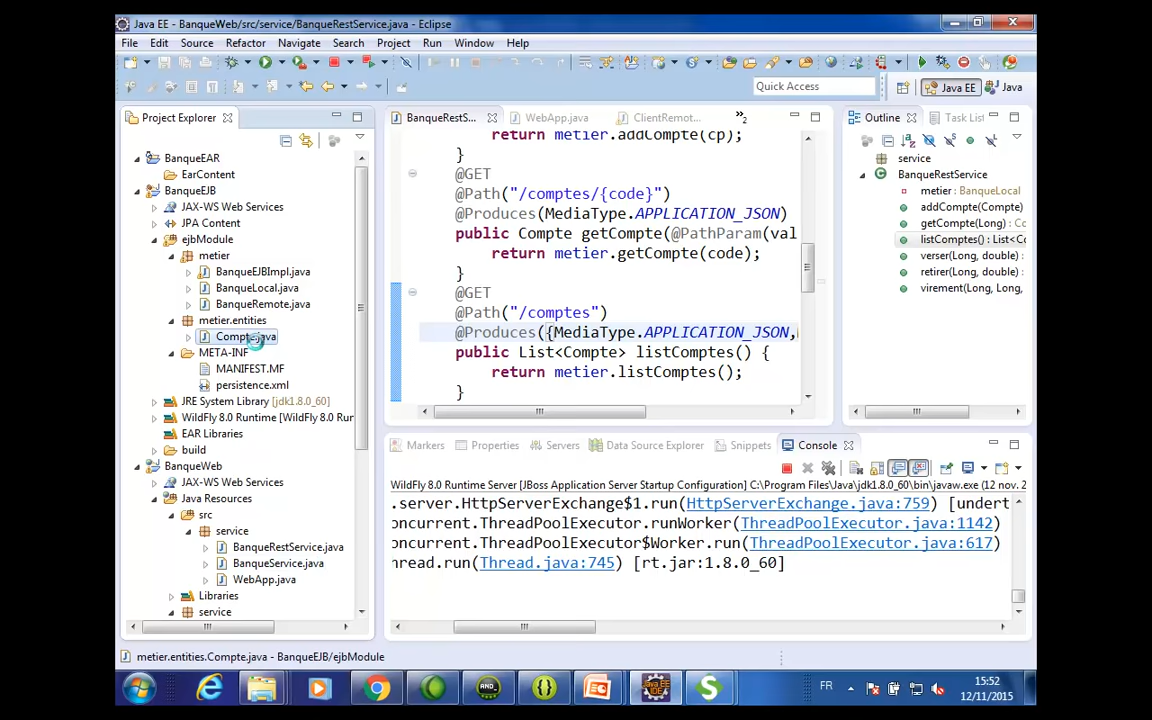 Java EE - BanqueWeb/src/service/BanqueRestService.java - Eclipse
File Edit Source Refactor Navigate Search Project Run Window Help
Quick Access
Java EE
Java
Project Explorer
BanqueEAR
EarContent
BanqueEJB
JAX-WS Web Services
JPA Content
ejbModule
metier
BanqueEJBImpl.java
BanqueLocal.java
BanqueRemote.java
metier.entities
META-INF
MANIFEST.MF
persistence.xml
JRE System Library [jdk1.8.0_60]
WildFly 8.0 Runtime [WildFly 8.0 Rur
EAR Libraries
build
BanqueWeb
JAX-WS Web Services
Java Resources
src
service
BanqueRestService.java
BanqueService.java
WebApp.java
Libraries
service
BanqueRestS...
WebApp.java
ClientRemot...
»2
return metier.addCompte(cp);
}
@GET
@Path("/comptes/{code}")
@Produces(MediaType.APPLICATION_JSON)
public Compte getCompte(@PathParam(val
return metier.getCompte(code);
}
@GET
@Path("/comptes")
@Produces({MediaType.APPLICATION_JSON,
public List<Compte> listComptes() {
return metier.listComptes();
}
Outline
Task List
service
BanqueRestService
metier : BanqueLocal
addCompte(Compte)
getCompte(Long) : Co
listComptes() : List<Co
verser(Long, double)
retirer(Long, double)
virement(Long, Long,
Markers Properties Servers Data Source Explorer Snippets Console
WildFly 8.0 Runtime Server [JBoss Application Server Startup Configuration] C:\Program Files\Java\jdk1.8.0_60\bin\javaw.exe (12 nov. 2
.server.HttpServerExchange$1.run(HttpServerExchange.java:759) [undert
oncurrent.ThreadPoolExecutor.runWorker(ThreadPoolExecutor.java:1142)
oncurrent.ThreadPoolExecutor$Worker.run(ThreadPoolExecutor.java:617)
hread.run(Thread.java:745) [rt.jar:1.8.0_60]
metier.entities.Compte.java - BanqueEJB/ejbModule
FR
15:52
12/11/2015